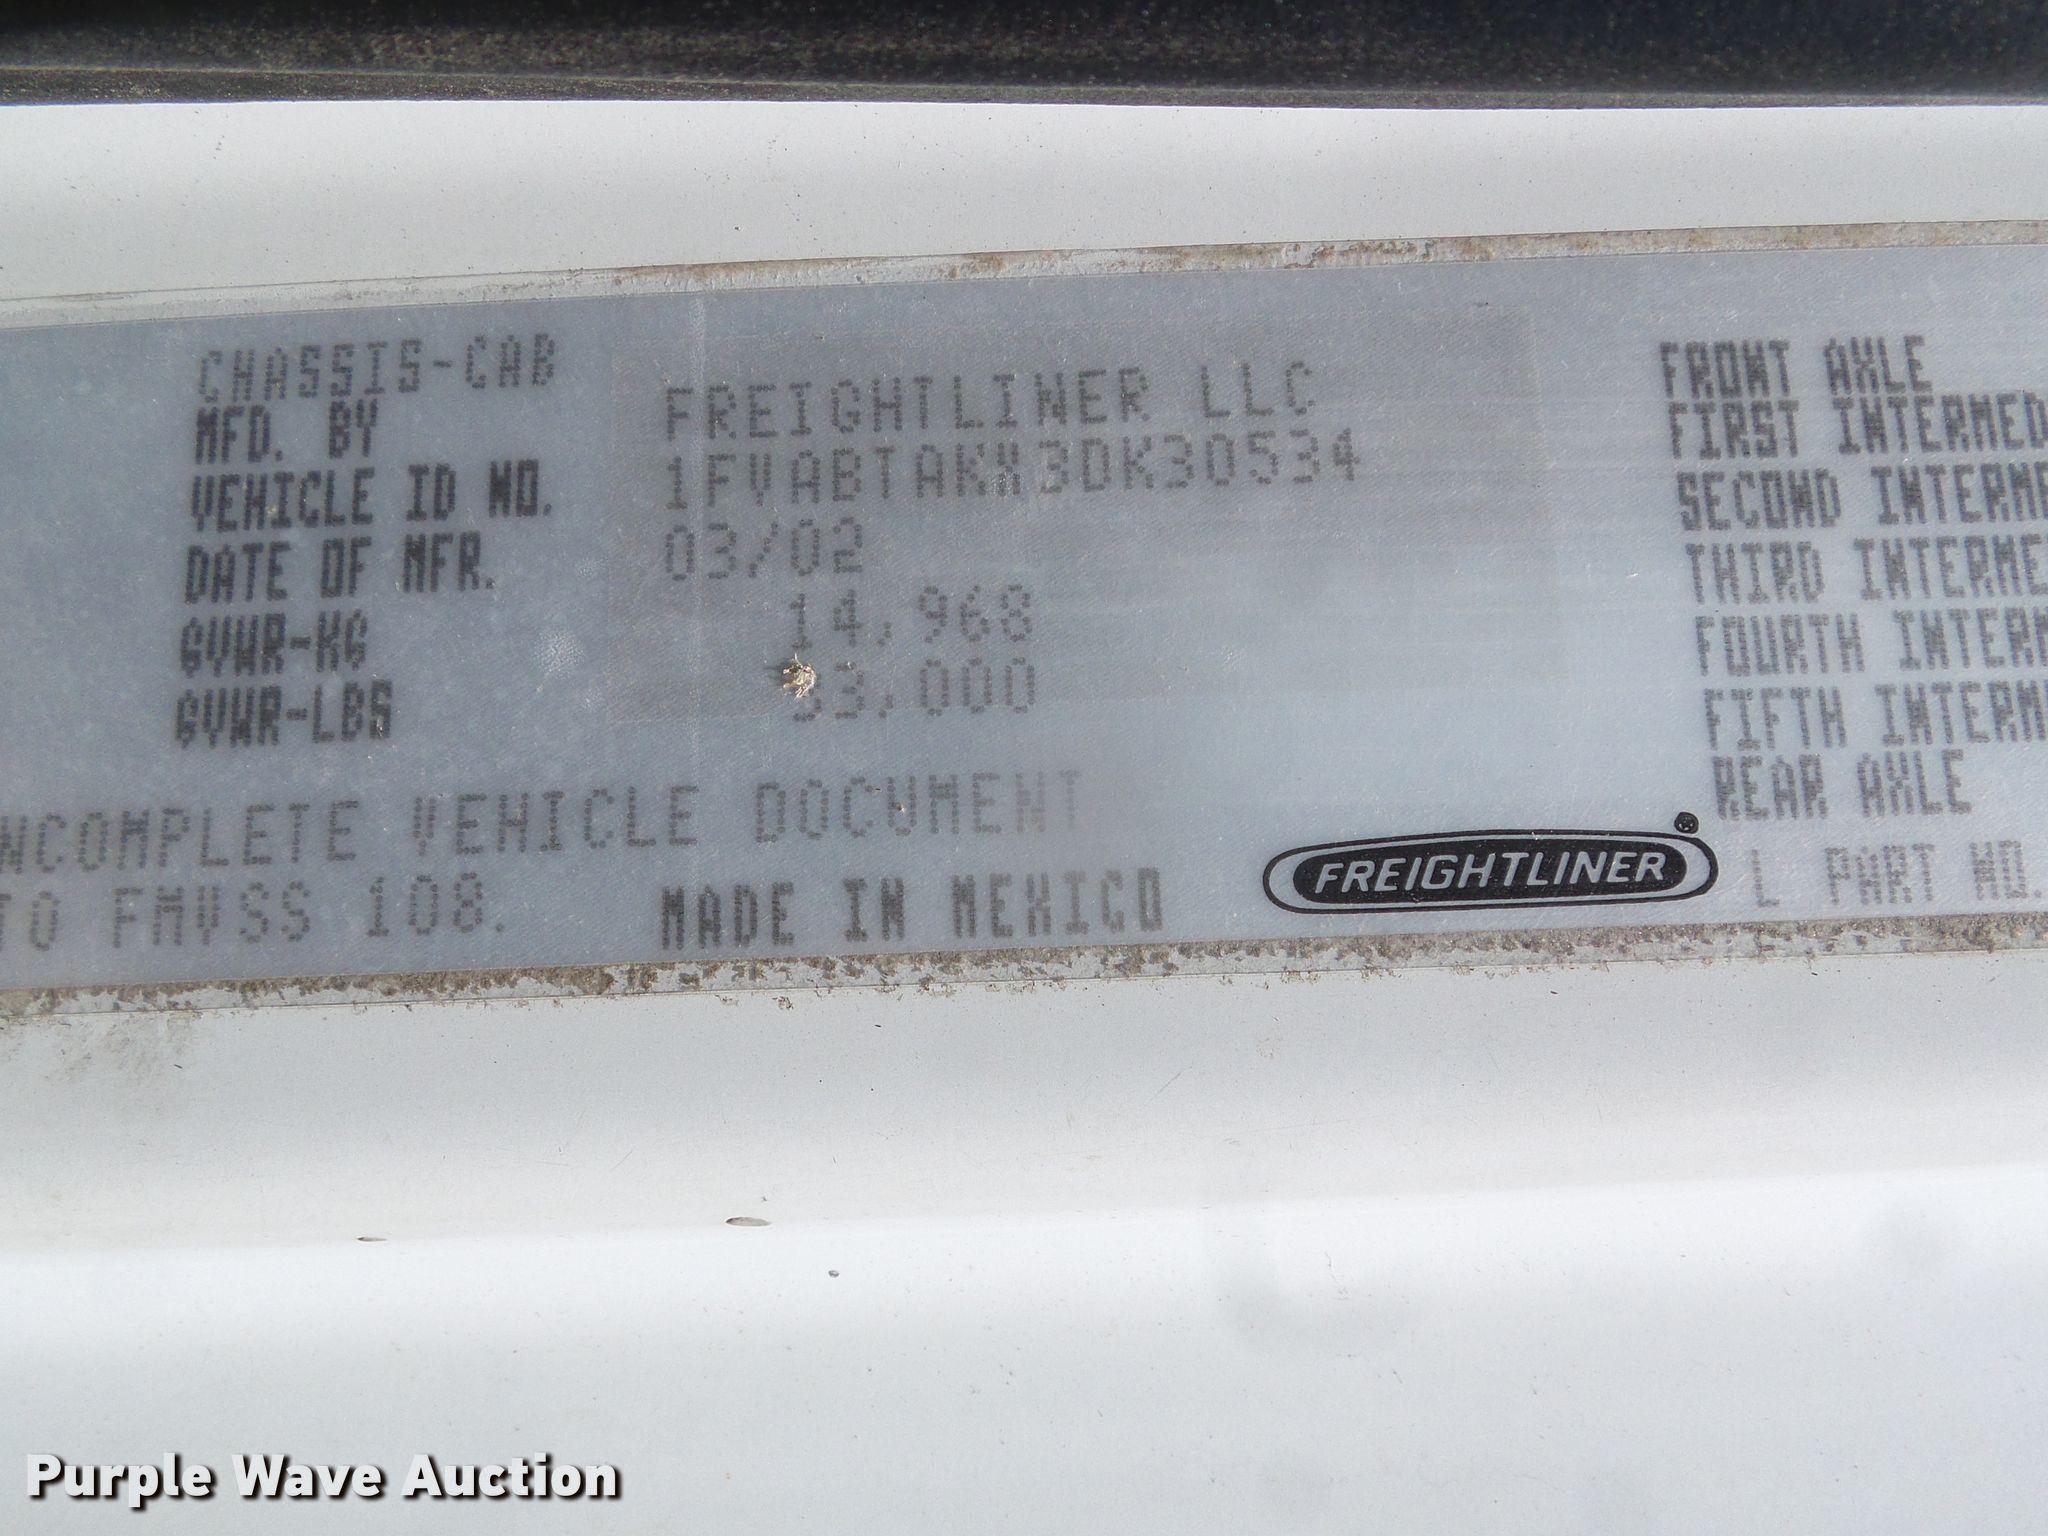 CHASSIS-CAB
MFD. BY FREIGHTLINER LLC
VEHICLE ID NO. 1FVABTAKX3DK30534
DATE OF MFR. 03/02
GVWR-KG 14,968
GVWR-LBS 33,000
NCOMPLETE VEHICLE DOCUMENT
TO FMVSS 108.
MADE IN MEXICO
FREIGHTLINER
FRONT AXLE
FIRST INTERMED
SECOND INTERM
THIRD INTERME
FOURTH INTERM
FIFTH INTERM
REAR AXLE
L PART NO.
Purple Wave Auction